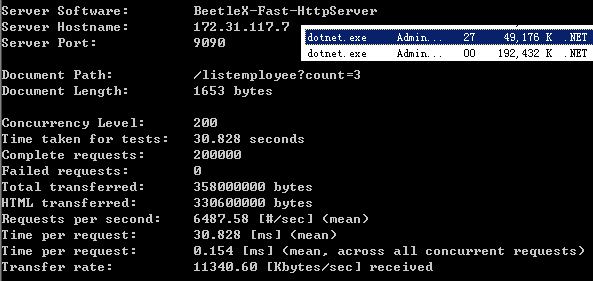 Server Software:        BeetleX-Fast-HttpServer
Server Hostname:        172.31.117.7
Server Port:            9090
dotnet.exe    Admin...    27    49,176 K    .NET
dotnet.exe    Admin...    00    192,432 K    .NET
Document Path:          /listemployee?count=3
Document Length:        1653 bytes
Concurrency Level:      200
Time taken for tests:   30.828 seconds
Complete requests:      200000
Failed requests:        0
Total transferred:      358000000 bytes
HTML transferred:       330600000 bytes
Requests per second:    6487.58 [#/sec] (mean)
Time per request:       30.828 [ms] (mean)
Time per request:       0.154 [ms] (mean, across all concurrent requests)
Transfer rate:          11340.60 [Kbytes/sec] received